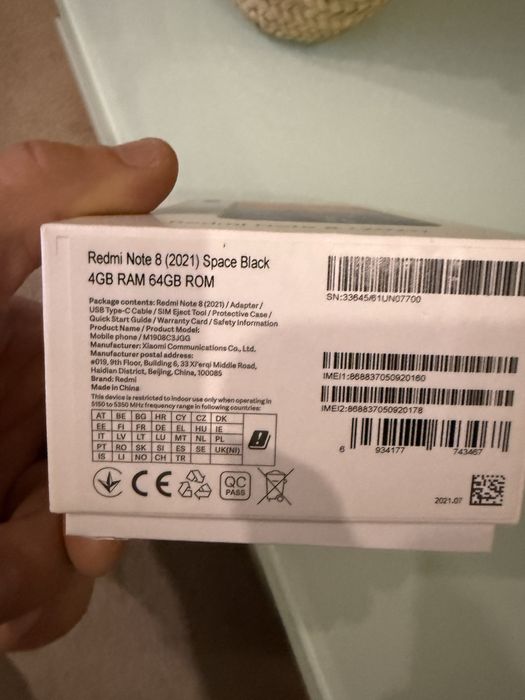 Redmi Note 8 (2021) Space Black
4GB RAM 64GB ROM
Package contents: Redmi Note 8 (2021) / Adapter /
USB Type-C Cable / SIM Eject Tool / Protective Case /
Quick Start Guide / Warranty Card / Safety Information
Product Name / Product Model:
Mobile phone / M1908C3JGG
Manufacturer: Xiaomi Communications Co., Ltd.
Manufacturer postal address:
#019, 9th Floor, Building 6, 33 Xi'erqi Middle Road,
Haidian District, Beijing, China, 100085
Brand: Redmi
Made in China
This device is restricted to indoor use only when operating in
5150 to 5350 MHz frequency range in following countries:
AT BE BG HR CY CZ DK
EE FI FR DE EL HU IE
IT LV LT LU MT NL PL
PT RO SK SI ES SE UK(NI)
IS LI NO CH TR
CE
QC
PASS
SN:33645/61UN07700
IMEI1:868837050920160
IMEI2:868837050920178
6 934177 743467
2021.07